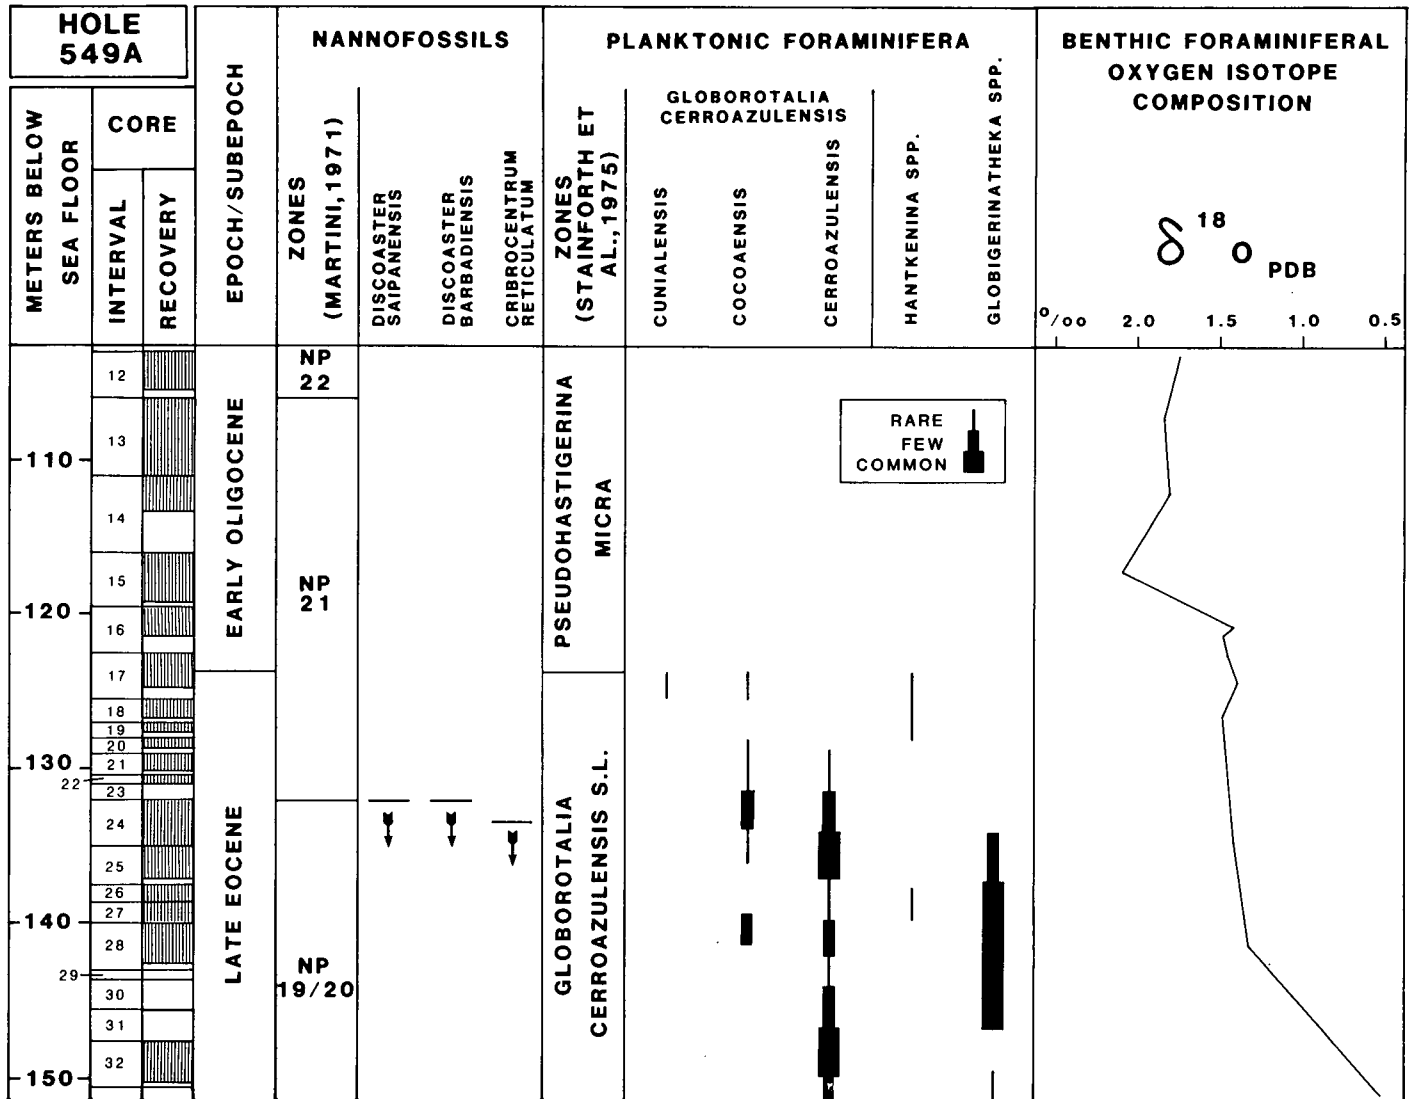 HOLE
549A
METERS BELOW
SEA FLOOR
CORE
INTERVAL
RECOVERY
EPOCH/SUBEPOCH
NANNOFOSSILS
ZONES
(MARTINI,1971)
DISCOASTER
SAIPANENSIS
DISCOASTER
BARBADIENSIS
CRIBROCENTRUM
RETICULATUM
PLANKTONIC FORAMINIFERA
ZONES
(STAINFORTH ET
AL.,1975)
GLOBOROTALIA
CERROAZULENSIS
CUNIALENSIS
COCOAENSIS
CERROAZULENSIS
HANTKENINA SPP.
GLOBIGERINATHEKA SPP.
BENTHIC FORAMINIFERAL
OXYGEN ISOTOPE
COMPOSITION
δ 18 O PDB
o/oo 2.0 1.5 1.0 0.5
110
120
130
140
150
12
13
14
15
16
17
18
19
20
21
22
23
24
25
26
27
28
29
30
31
32
EARLY OLIGOCENE
LATE EOCENE
NP
22
NP
21
NP
19/20
PSEUDOHASTIGERINA
MICRA
GLOBOROTALIA
CERROAZULENSIS S.L.
RARE
FEW
COMMON